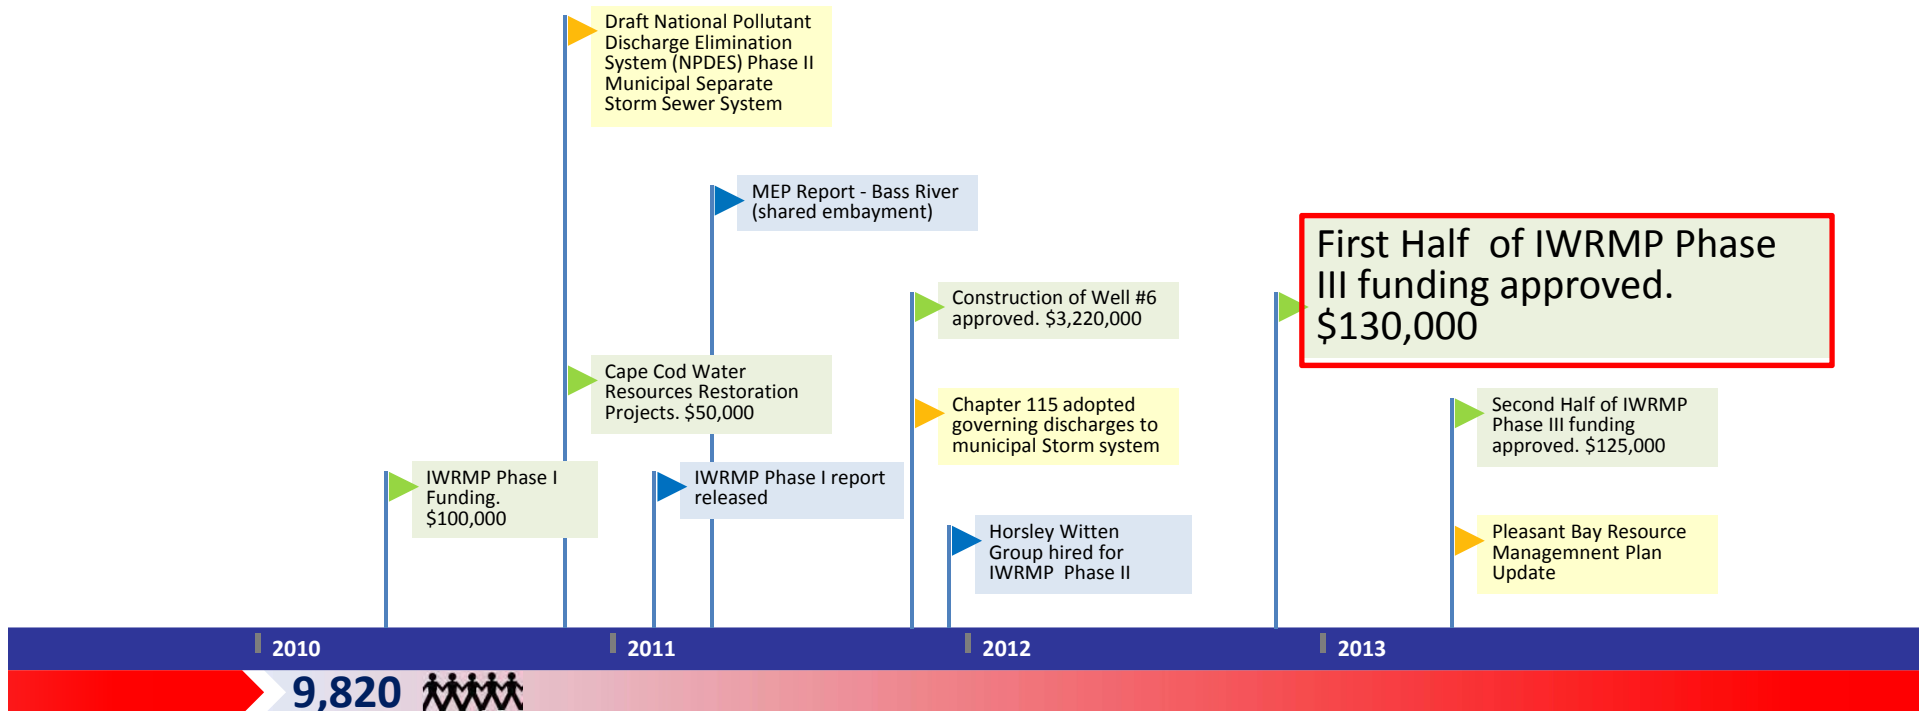 Draft National Pollutant
Discharge Elimination
System (NPDES) Phase II
Municipal Separate
Storm Sewer System
MEP Report - Bass River
(shared embayment)
First Half  of IWRMP Phase
III funding approved.
$130,000
Construction of Well #6
approved. $3,220,000
Cape Cod Water
Resources Restoration
Projects. $50,000
Chapter 115 adopted
governing discharges to
municipal Storm system
Second Half of IWRMP
Phase III funding
approved. $125,000
IWRMP Phase I
Funding.
$100,000
IWRMP Phase I report
released
Horsley Witten
Group hired for
IWRMP  Phase II
Pleasant Bay Resource
Managemnent Plan
Update
2010
2011
2012
2013
9,820